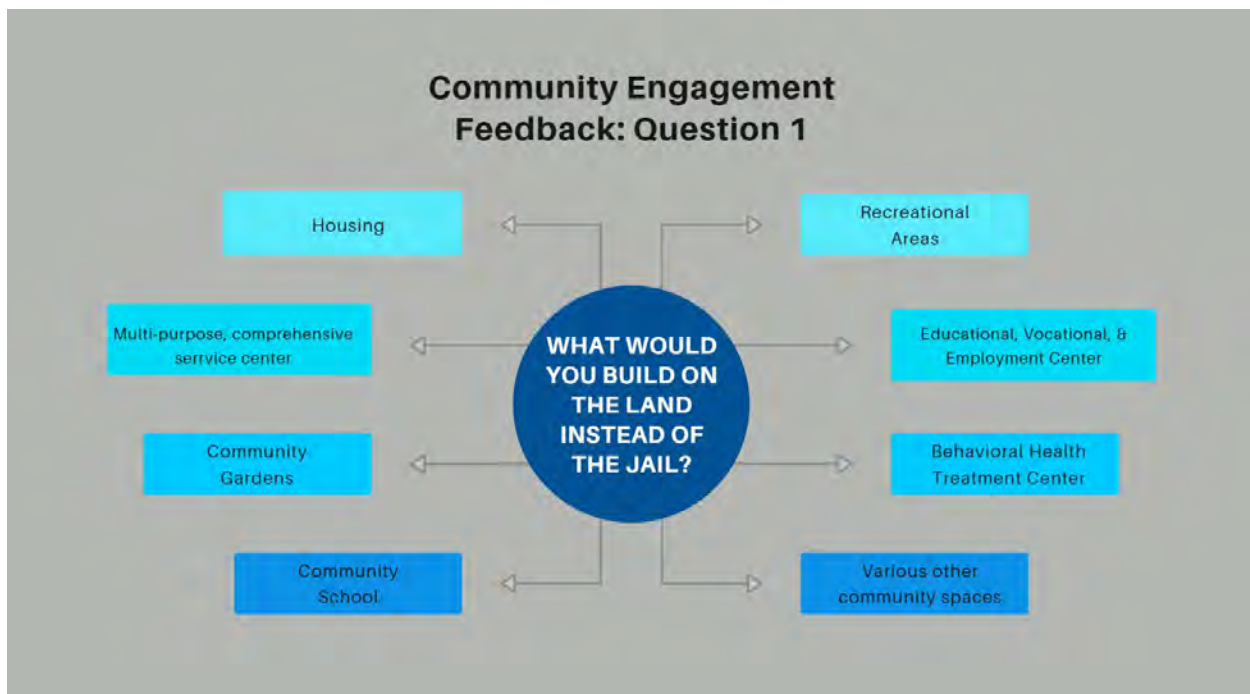 Community Engagement
Feedback: Question 1
Housing
Recreational
Areas
Multi-purpose, comprehensive
serrvice center
WHAT WOULD
YOU BUILD ON
THE LAND
INSTEAD OF
THE JAIL?
Educational, Vocational, &
Employment Center
Community
Gardens
Behavioral Health
Treatment Center
Community
School
Various other
community spaces